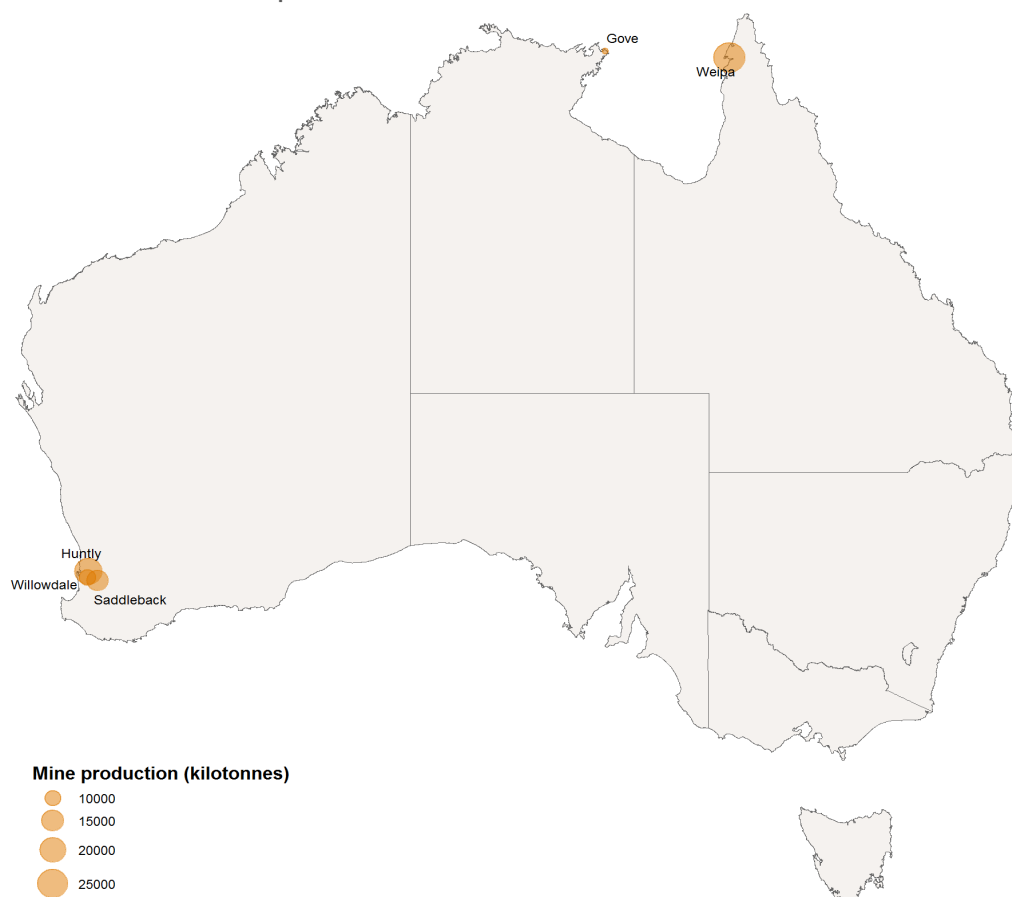 Gove
Weipa
Huntly
Willowdale
Saddleback
Mine production (kilotonnes)
10000
15000
20000
25000